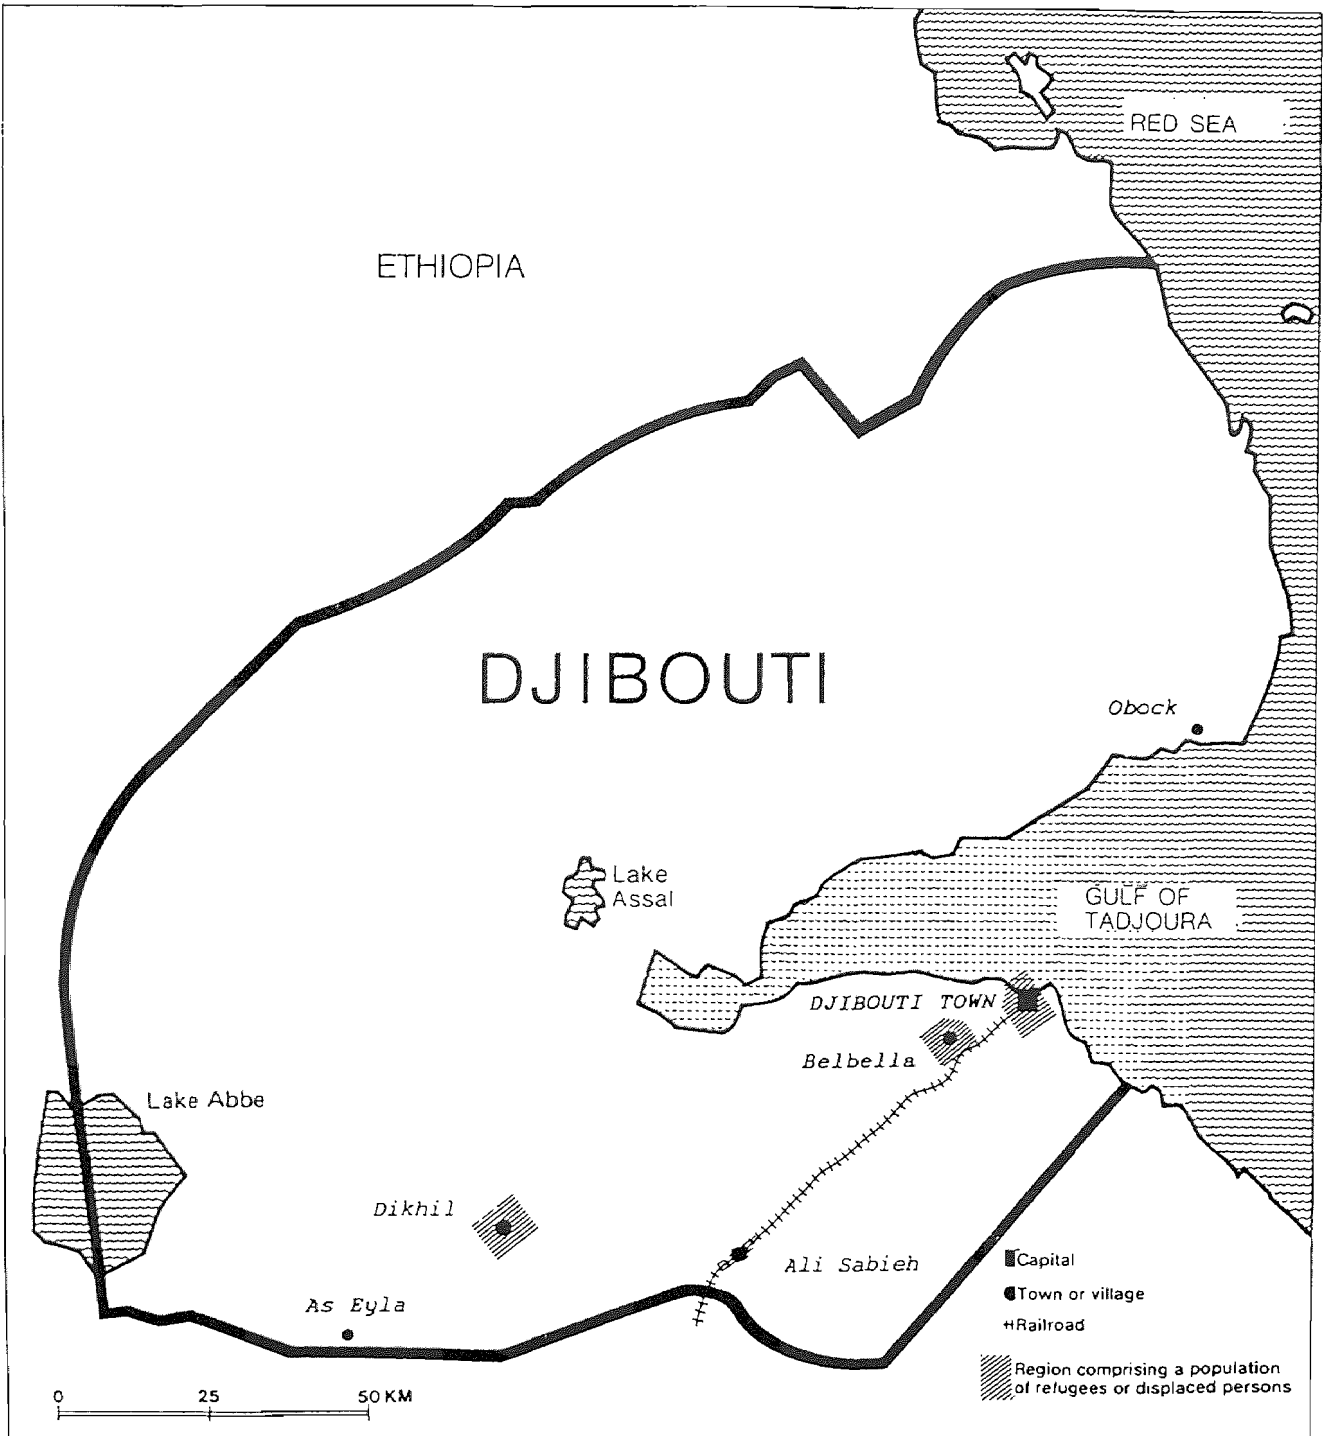 RED SEA
ETHIOPIA
DJIBOUTI
Obock
Lake
Assal
GULF OF
TADJOURA
DJIBOUTI TOWN
Belbella
Lake Abbe
Dikhil
Ali Sabieh
As Eyla
Capital
Town or village
Railroad
Region comprising a population
of refugees or displaced persons
0 25 50 KM